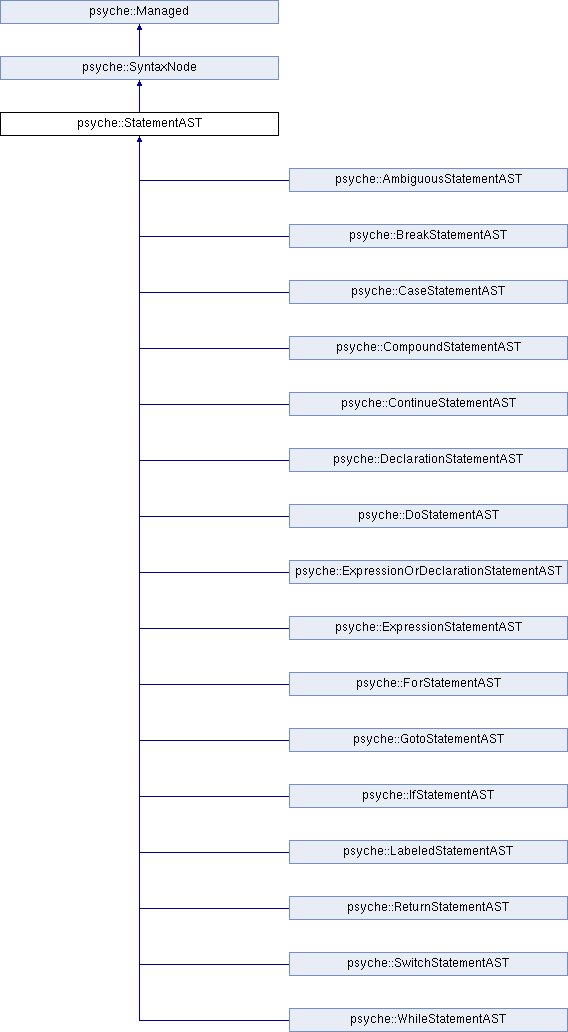 psyche::Managed
psyche::SyntaxNode
psyche::StatementAST
psyche::AmbiguousStatementAST
psyche::BreakStatementAST
psyche::CaseStatementAST
psyche::CompoundStatementAST
psyche::ContinueStatementAST
psyche::DeclarationStatementAST
psyche::DoStatementAST
psyche::ExpressionOrDeclarationStatementAST
psyche::ExpressionStatementAST
psyche::ForStatementAST
psyche::GotoStatementAST
psyche::IfStatementAST
psyche::LabeledStatementAST
psyche::ReturnStatementAST
psyche::SwitchStatementAST
psyche::WhileStatementAST